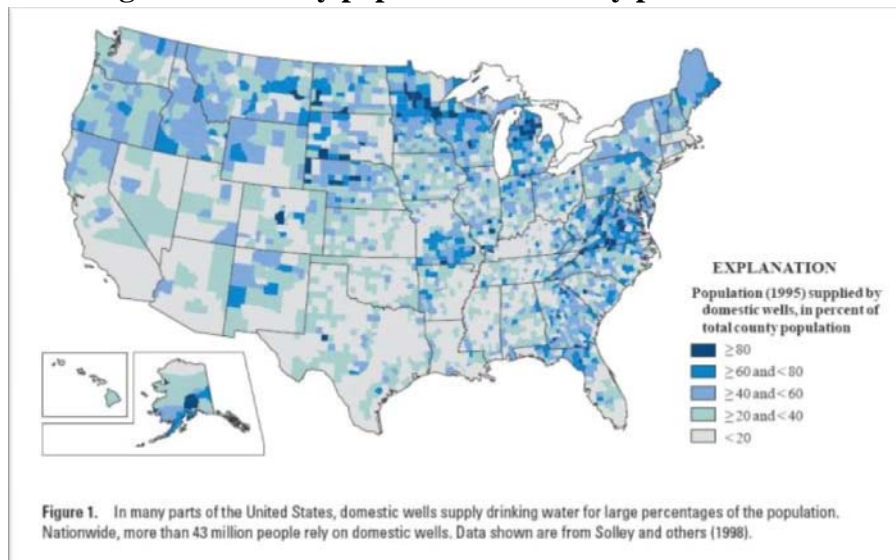 EXPLANATION
Population (1995) supplied by
domestic wells, in percent of
total county population
≥80
≥60 and <80
≥40 and <60
≥20 and <40
<20
Figure 1. In many parts of the United States, domestic wells supply drinking water for large percentages of the population.
Nationwide, more than 43 million people rely on domestic wells. Data shown are from Solley and others (1998).